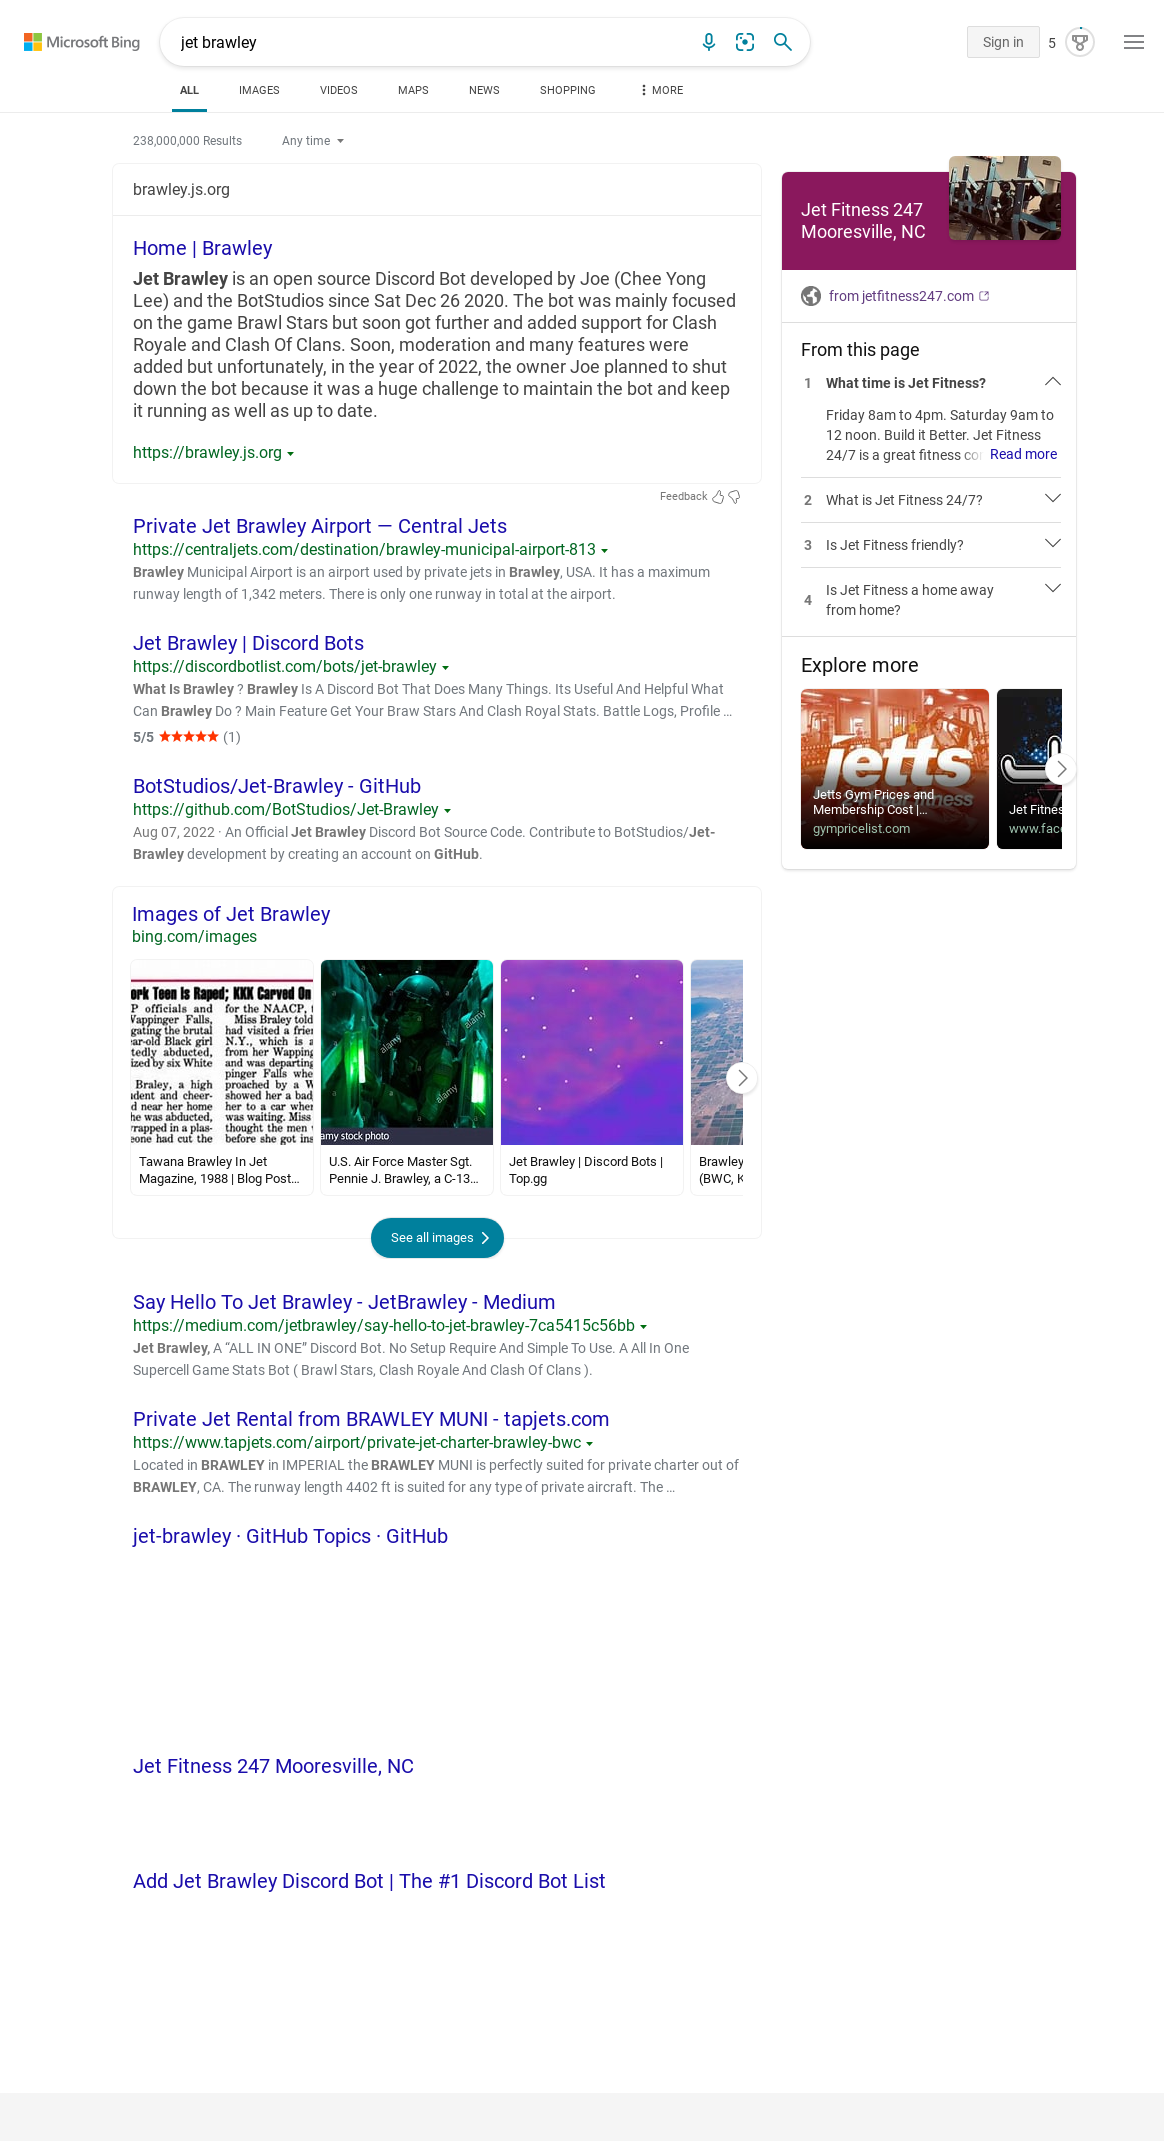 Microsoft Bing
jet brawley
Sign in
5
ALL
IMAGES
VIDEOS
MAPS
NEWS
SHOPPING
MORE
238,000,000 Results
Any time
brawley.js.org
Home | Brawley
Jet Brawley is an open source Discord Bot developed by Joe (Chee Yong
Lee) and the BotStudios since Sat Dec 26 2020. The bot was mainly focused
on the game Brawl Stars but soon got further and added support for Clash
Royale and Clash Of Clans. Soon, moderation and many features were
added but unfortunately, in the year of 2022, the owner Joe planned to shut
down the bot because it was a huge challenge to maintain the bot and keep
it running as well as up to date.
https://brawley.js.org
Feedback
Private Jet Brawley Airport — Central Jets
https://centraljets.com/destination/brawley-municipal-airport-813
Brawley Municipal Airport is an airport used by private jets in Brawley, USA. It has a maximum
runway length of 1,342 meters. There is only one runway in total at the airport.
Jet Brawley | Discord Bots
https://discordbotlist.com/bots/jet-brawley
What Is Brawley ? Brawley Is A Discord Bot That Does Many Things. Its Useful And Helpful What
Can Brawley Do ? Main Feature Get Your Braw Stars And Clash Royal Stats. Battle Logs, Profile …
5/5 ★★★★★ (1)
BotStudios/Jet-Brawley - GitHub
https://github.com/BotStudios/Jet-Brawley
Aug 07, 2022 · An Official Jet Brawley Discord Bot Source Code. Contribute to BotStudios/Jet-
Brawley development by creating an account on GitHub.
Images of Jet Brawley
bing.com/images
ork Teen Is Raped; KKK Carved On
P officials and
Wappinger Falls,
gating the brutal
ear-old Black girl
tedly abducted,
ized by six White
Braley, a high
dent and cheer-
d near her home
he was abducted,
wrapped in a plas-
eone had cut the
for the NAACP, f
Miss Braley told
had visited a frie
N.Y., which is a
from her Wapping
and was departing
pinger Falls whe
proached by a W
showed her a bad
her to a car wher
was waiting. Miss
thought the men
before she got ins
Tawana Brawley In Jet
Magazine, 1988 | Blog Post…
alamy
alamy
alamy
amy stock photo
U.S. Air Force Master Sgt.
Pennie J. Brawley, a C-13…
Jet Brawley | Discord Bots |
Top.gg
Brawley
(BWC, K
See all images
Say Hello To Jet Brawley - JetBrawley - Medium
https://medium.com/jetbrawley/say-hello-to-jet-brawley-7ca5415c56bb
Jet Brawley, A “ALL IN ONE” Discord Bot. No Setup Require And Simple To Use. A All In One
Supercell Game Stats Bot ( Brawl Stars, Clash Royale And Clash Of Clans ).
Private Jet Rental from BRAWLEY MUNI - tapjets.com
https://www.tapjets.com/airport/private-jet-charter-brawley-bwc
Located in BRAWLEY in IMPERIAL the BRAWLEY MUNI is perfectly suited for private charter out of
BRAWLEY, CA. The runway length 4402 ft is suited for any type of private aircraft. The …
jet-brawley · GitHub Topics · GitHub
Jet Fitness 247 Mooresville, NC
Add Jet Brawley Discord Bot | The #1 Discord Bot List
Jet Fitness 247
Mooresville, NC
from jetfitness247.com
From this page
1 What time is Jet Fitness?
Friday 8am to 4pm. Saturday 9am to
12 noon. Build it Better. Jet Fitness
24/7 is a great fitness co Read more
2 What is Jet Fitness 24/7?
3 Is Jet Fitness friendly?
4 Is Jet Fitness a home away
from home?
Explore more
jetts
24 hour fitness
Jetts Gym Prices and
Membership Cost |…
gympricelist.com
Jet Fitnes
www.face